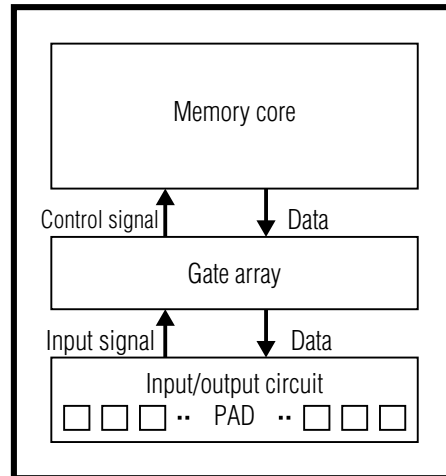 Memory core
Control signal
Data
Gate array
Input signal
Data
Input/output circuit
·· PAD ··